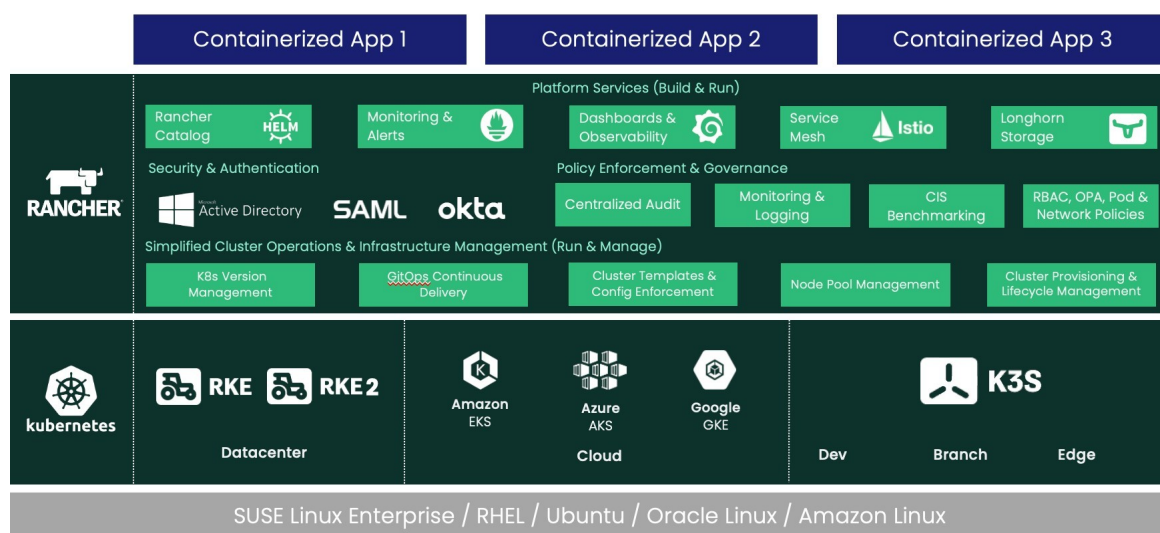 Containerized App 1
Containerized App 2
Containerized App 3
Platform Services (Build & Run)
Rancher
Catalog
HELM
Monitoring &
Alerts
Dashboards &
Observability
Service
Mesh
Istio
Longhorn
Storage
RANCHER
Security & Authentication
Microsoft
Active Directory
SAML
okta
Policy Enforcement & Governance
Centralized Audit
Monitoring &
Logging
CIS
Benchmarking
RBAC, OPA, Pod &
Network Policies
Simplified Cluster Operations & Infrastructure Management (Run & Manage)
K8s Version
Management
GitOps Continuous
Delivery
Cluster Templates &
Config Enforcement
Node Pool Management
Cluster Provisioning &
Lifecycle Management
kubernetes
RKE
RKE2
Datacenter
K
Amazon
EKS
Azure
AKS
Google
GKE
Cloud
K3S
Dev
Branch
Edge
SUSE Linux Enterprise / RHEL / Ubuntu / Oracle Linux / Amazon Linux